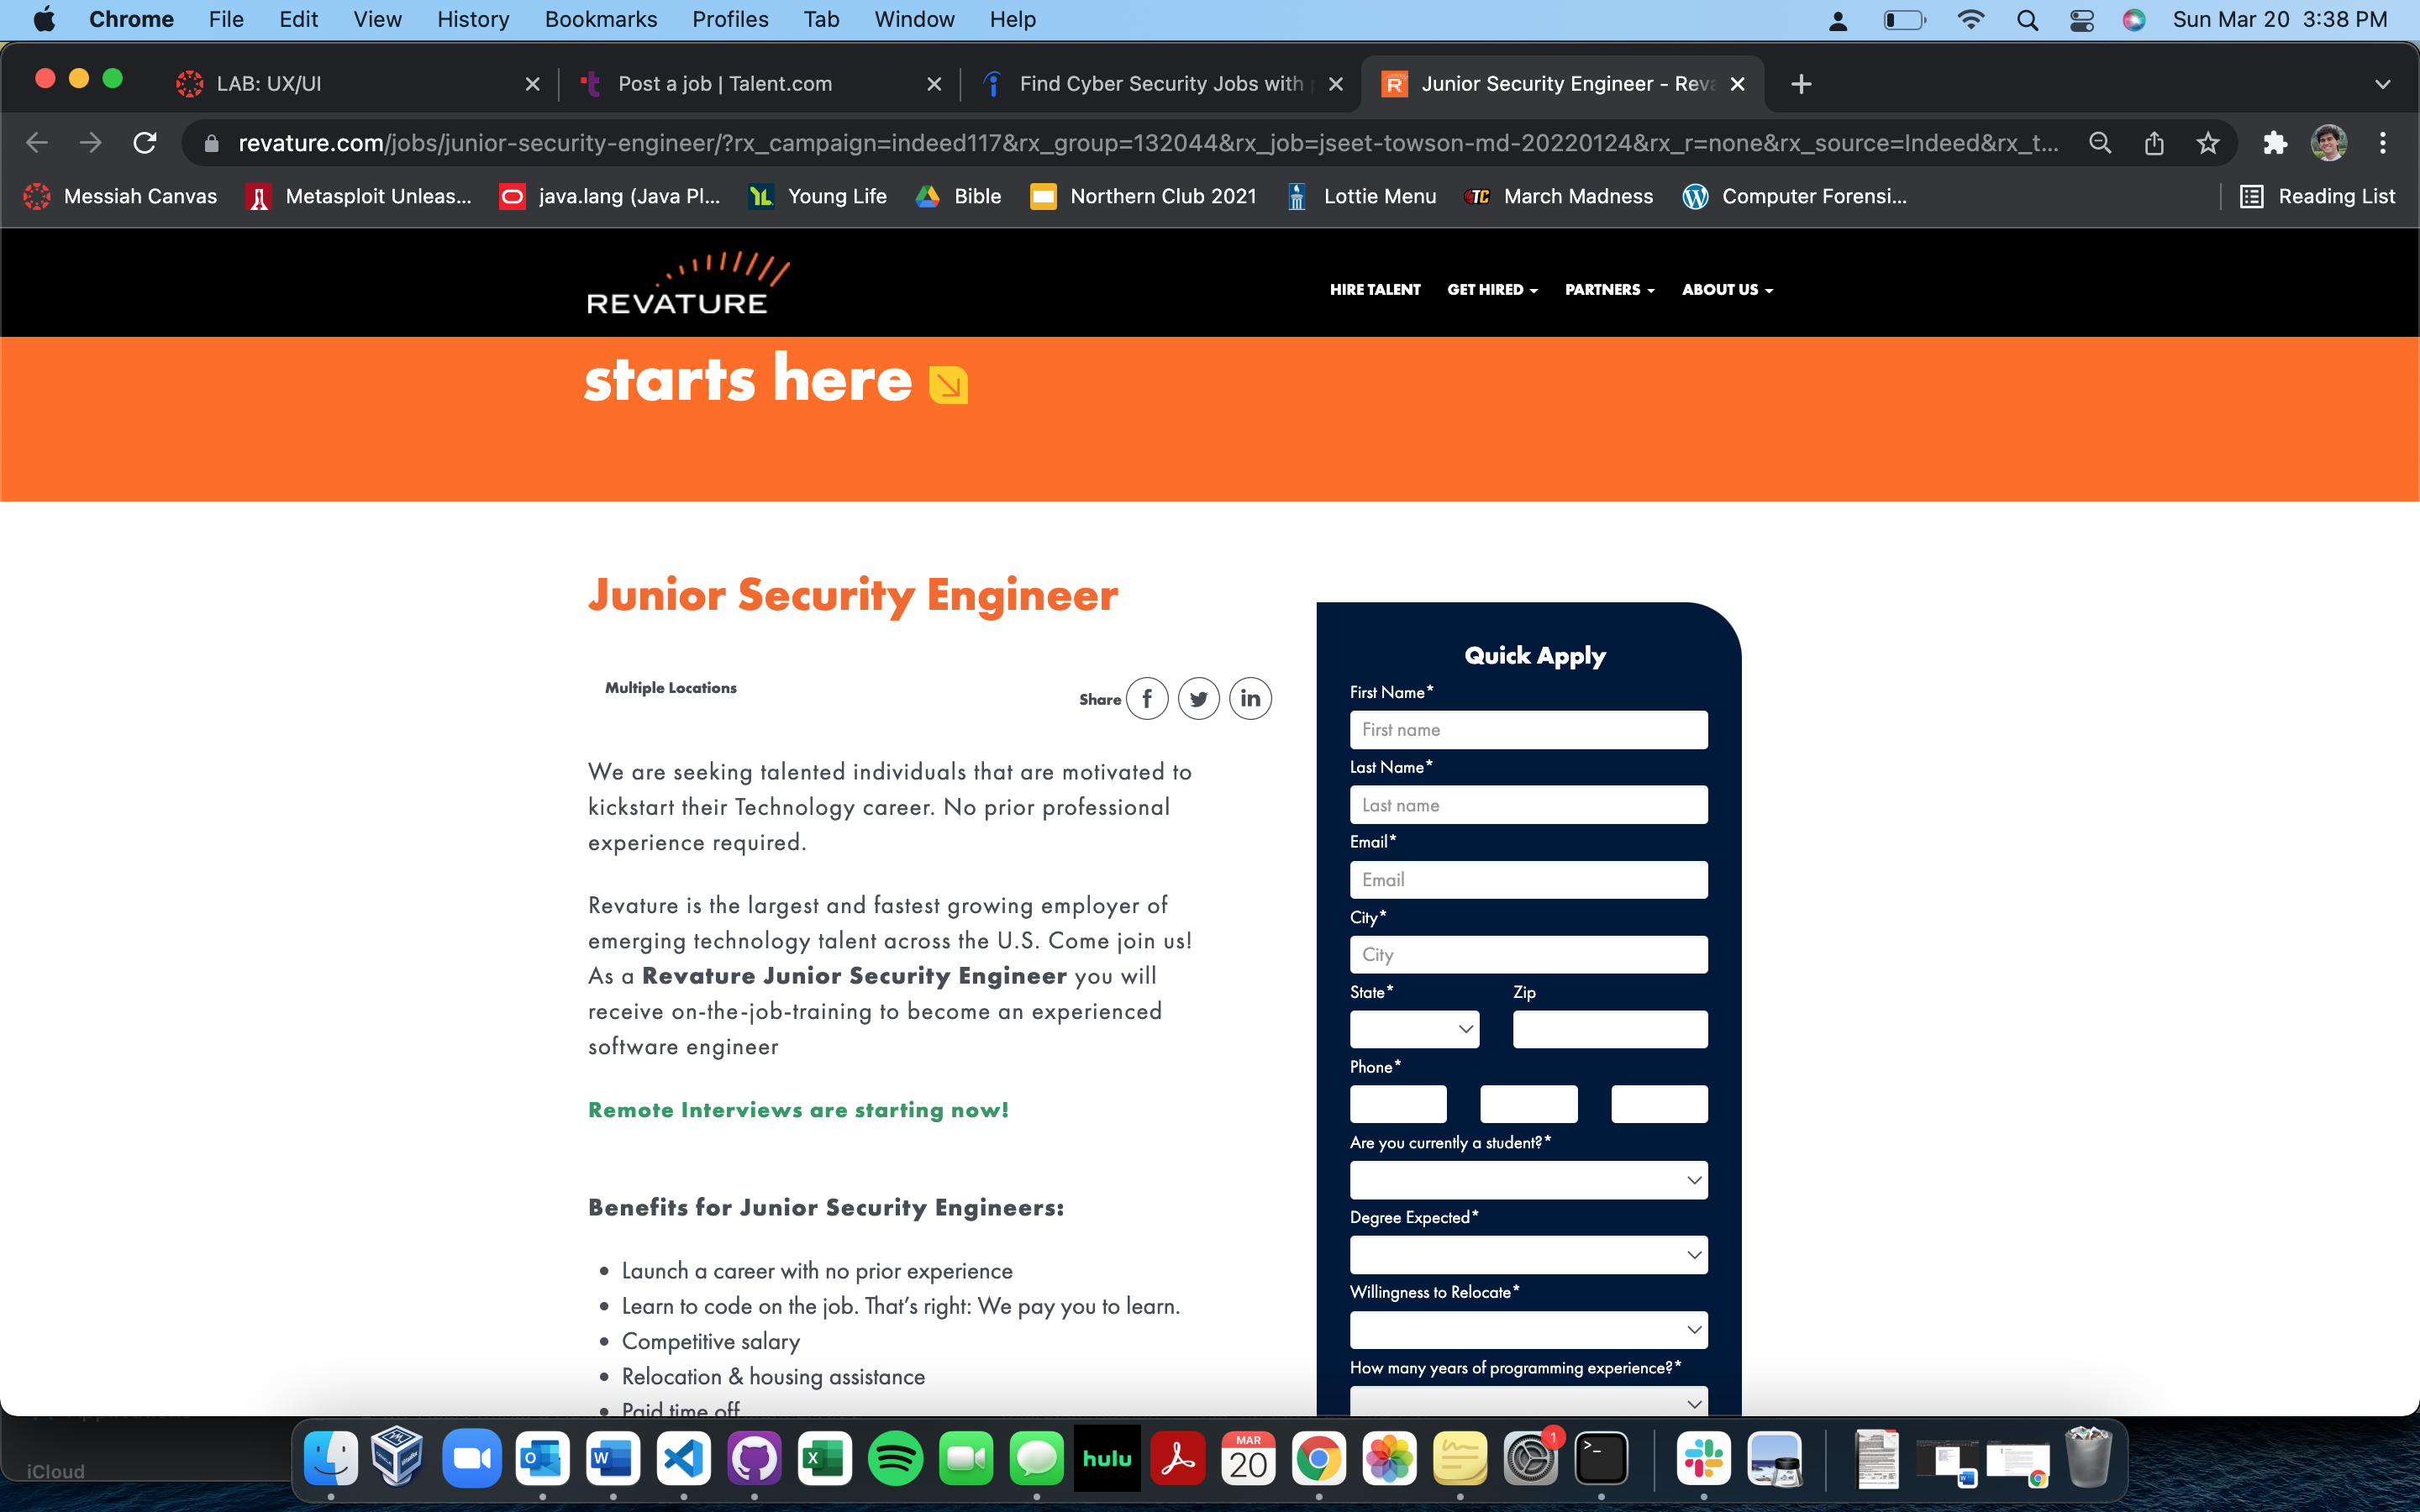 Chrome File Edit View History Bookmarks Profiles Tab Window Help Sun Mar 20 3:38 PM
LAB: UX/UI Post a job | Talent.com Find Cyber Security Jobs with Junior Security Engineer - Reva
revature.com/jobs/junior-security-engineer/?rx_campaign=indeed117&rx_group=132044&rx_job=jseet-towson-md-20220124&rx_r=none&rx_source=Indeed&rx_t...
Messiah Canvas Metasploit Unleas... java.lang (Java Pl... Young Life Bible Northern Club 2021 Lottie Menu March Madness Computer Forensi... Reading List
REVATURE
HIRE TALENT GET HIRED PARTNERS ABOUT US
starts here
Junior Security Engineer
Multiple Locations
Share
We are seeking talented individuals that are motivated to
kickstart their Technology career. No prior professional
experience required.
Revature is the largest and fastest growing employer of
emerging technology talent across the U.S. Come join us!
As a Revature Junior Security Engineer you will
receive on-the-job-training to become an experienced
software engineer
Remote Interviews are starting now!
Benefits for Junior Security Engineers:
• Launch a career with no prior experience
• Learn to code on the job. That's right: We pay you to learn.
• Competitive salary
• Relocation & housing assistance
• Paid time off
Quick Apply
First Name*
First name
Last Name*
Last name
Email*
Email
City*
City
State* Zip
Phone*
Are you currently a student?*
Degree Expected*
Willingness to Relocate*
How many years of programming experience?*
iCloud
hulu
MAR
20
1